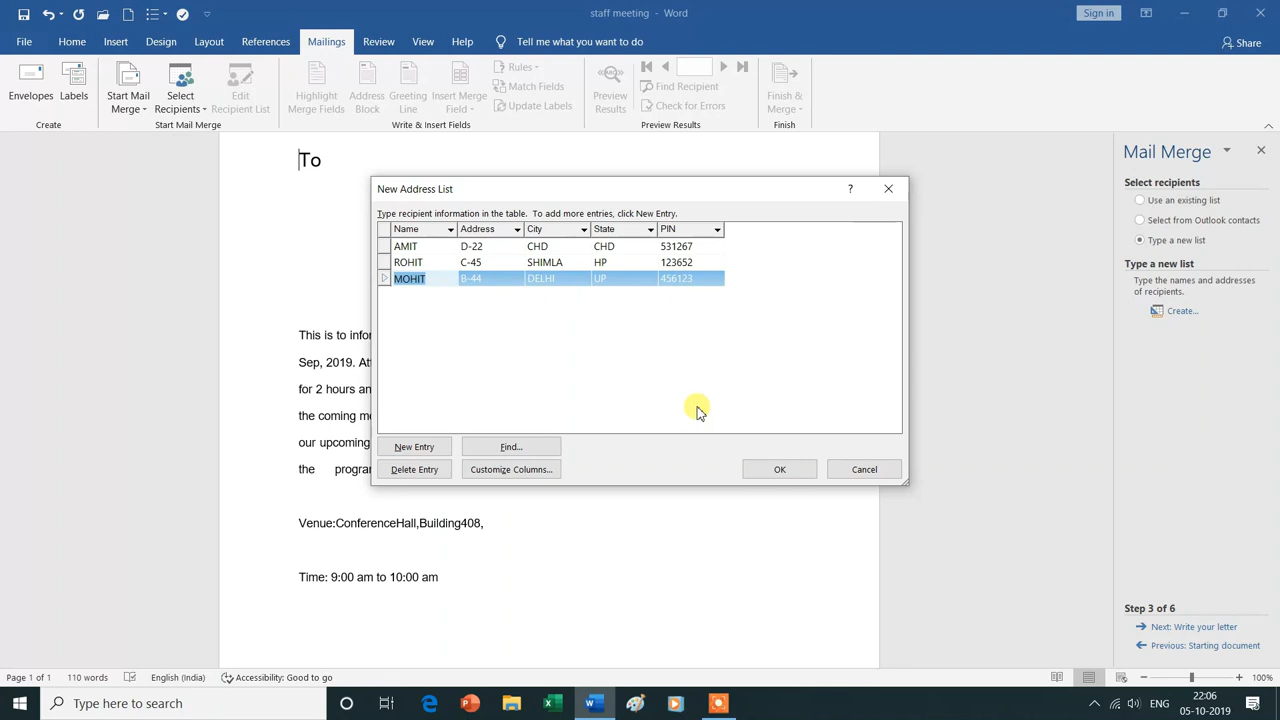 staff meeting - Word
Sign in
File Home Insert Design Layout References Mailings Review View Help Tell me what you want to do Share
Envelopes Labels Start Mail Merge Select Recipients Edit Recipient List Highlight Merge Fields Address Block Greeting Line Insert Merge Field Rules Match Fields Update Labels Preview Results Find Recipient Check for Errors Finish & Merge
ABC
Create Start Mail Merge Write & Insert Fields Preview Results Finish
To
New Address List
?
Type recipient information in the table. To add more entries, click New Entry.
Name Address City State PIN
AMIT D-22 CHD CHD 531267
ROHIT C-45 SHIMLA HP 123652
MOHIT B-44 DELHI UP 456123
New Entry Find...
Delete Entry Customize Columns... OK Cancel
This is to infor
Sep, 2019. At
for 2 hours an
the coming me
our upcoming
the progra
Venue:ConferenceHall,Building408,
Time: 9:00 am to 10:00 am
Mail Merge
Select recipients
Use an existing list
Select from Outlook contacts
Type a new list
Type a new list
Type the names and addresses
of recipients.
Create...
Step 3 of 6
Next: Write your letter
Previous: Starting document
Page 1 of 1 110 words English (India) Accessibility: Good to go 100%
Type here to search
ENG
22:06
05-10-2019